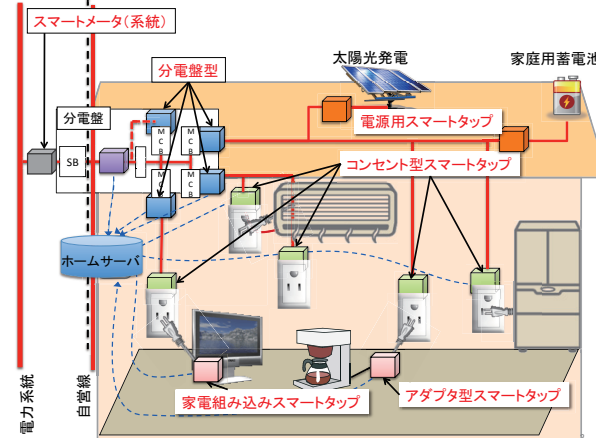 スマートメータ(系統)
分電盤型
太陽光発電
家庭用蓄電池
分電盤
電源用スマートタップ
SB
MCB
MCB
MCB
MCB
コンセント型スマートタップ
ホームサーバ
家電組み込みスマートタップ
アダプタ型スマートタップ
電力系統
自営線